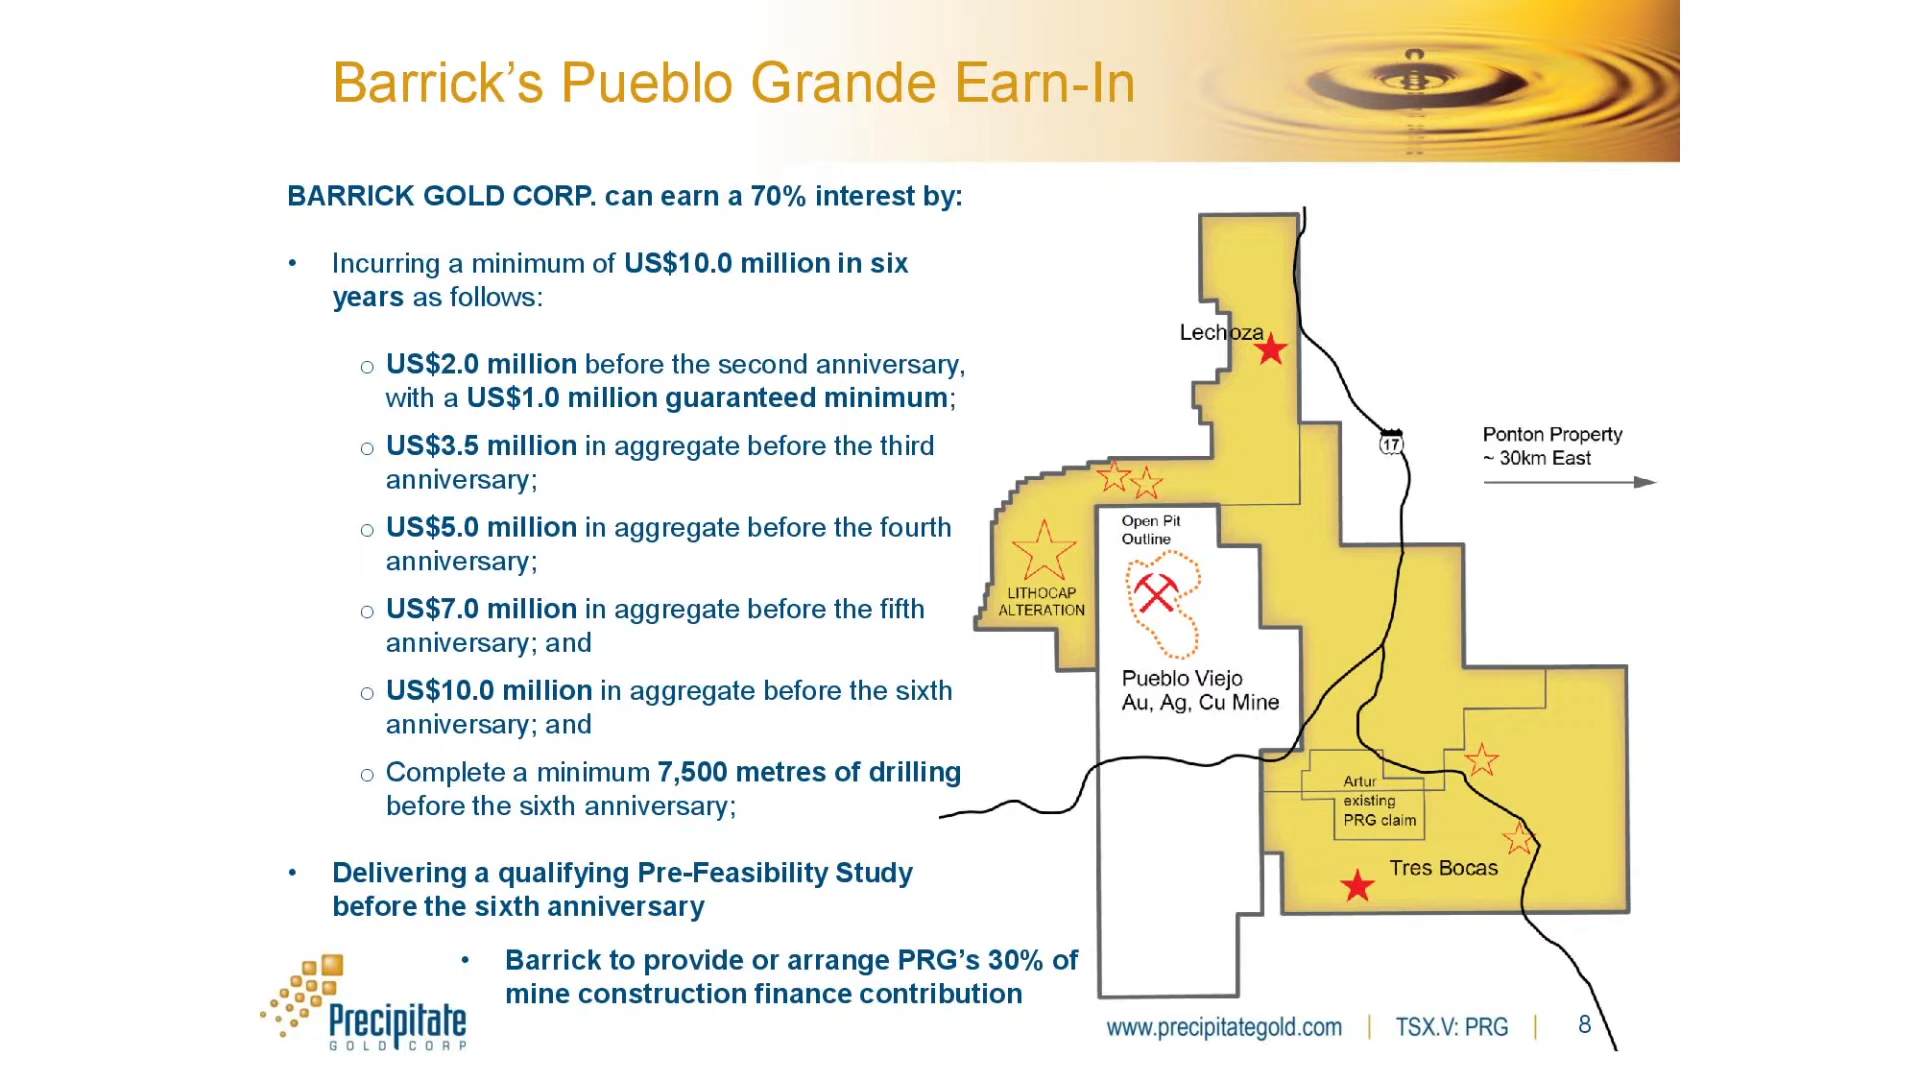 Barrick’s Pueblo Grande Earn-In
BARRICK GOLD CORP. can earn a 70% interest by:
• Incurring a minimum of US$10.0 million in six
years as follows:
o US$2.0 million before the second anniversary,
with a US$1.0 million guaranteed minimum;
o US$3.5 million in aggregate before the third
anniversary;
o US$5.0 million in aggregate before the fourth
anniversary;
o US$7.0 million in aggregate before the fifth
anniversary; and
o US$10.0 million in aggregate before the sixth
anniversary; and
o Complete a minimum 7,500 metres of drilling
before the sixth anniversary;
• Delivering a qualifying Pre-Feasibility Study
before the sixth anniversary
• Barrick to provide or arrange PRG’s 30% of
mine construction finance contribution
Lechoza
17
Ponton Property
~ 30km East
Open Pit
Outline
LITHOCAP
ALTERATION
Pueblo Viejo
Au, Ag, Cu Mine
Artur
existing
PRG claim
Tres Bocas
Precipitate
GOLD CORP
www.precipitategold.com | TSX.V: PRG | 8